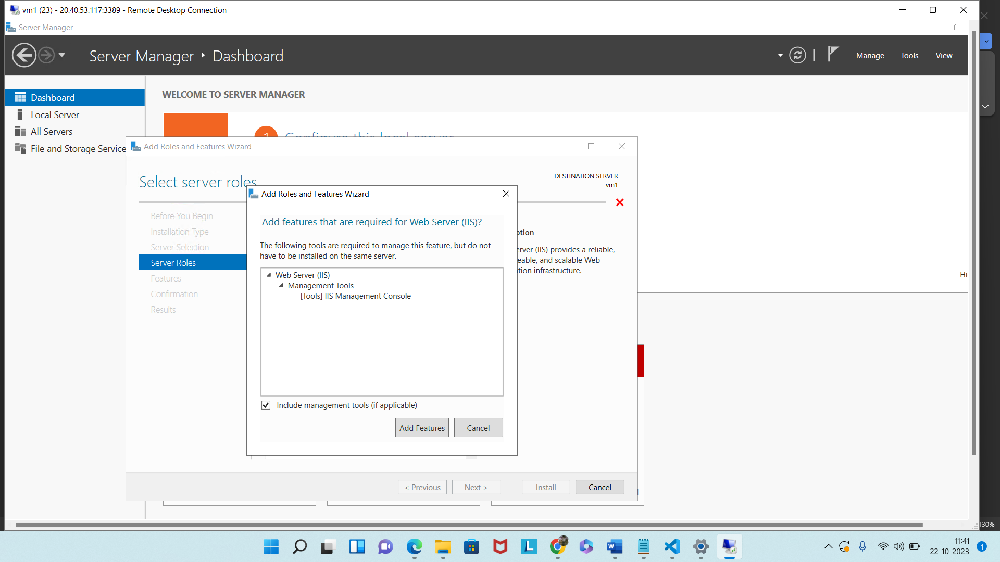 vm1 (23) - 20.40.53.117:3389 - Remote Desktop Connection
Server Manager
Server Manager ‣ Dashboard
Manage Tools View
Dashboard
Local Server
All Servers
File and Storage Service
WELCOME TO SERVER MANAGER
1 Configure this local server
Add Roles and Features Wizard
Select server roles
DESTINATION SERVER
vm1
Before You Begin
Installation Type
Server Selection
Server Roles
Features
Confirmation
Results
Add Roles and Features Wizard
Add features that are required for Web Server (IIS)?
The following tools are required to manage this feature, but do not
have to be installed on the same server.
Web Server (IIS)
Management Tools
[Tools] IIS Management Console
Include management tools (if applicable)
Add Features Cancel
ption
erver (IIS) provides a reliable,
eable, and scalable Web
tion infrastructure.
Hi
< Previous Next > Install Cancel
130%
11:41
22-10-2023
1